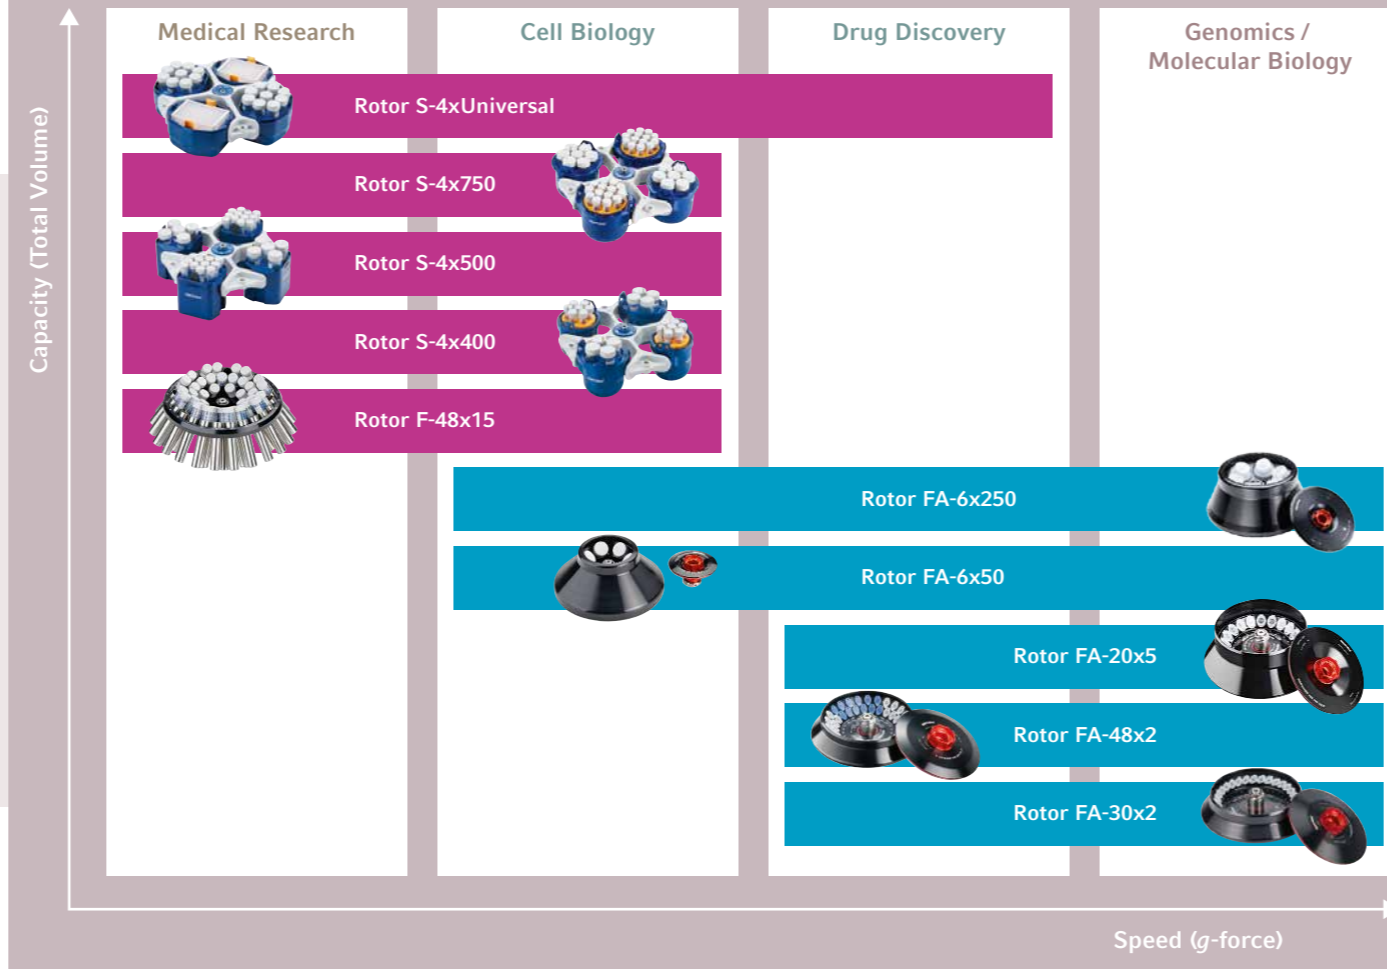 Medical Research
Cell Biology
Drug Discovery
Genomics /
Molecular Biology
Capacity (Total Volume)
Rotor S-4xUniversal
Rotor S-4x750
Rotor S-4x500
Rotor S-4x400
Rotor F-48x15
Rotor FA-6x250
Rotor FA-6x50
Rotor FA-20x5
Rotor FA-48x2
Rotor FA-30x2
Speed (g-force)